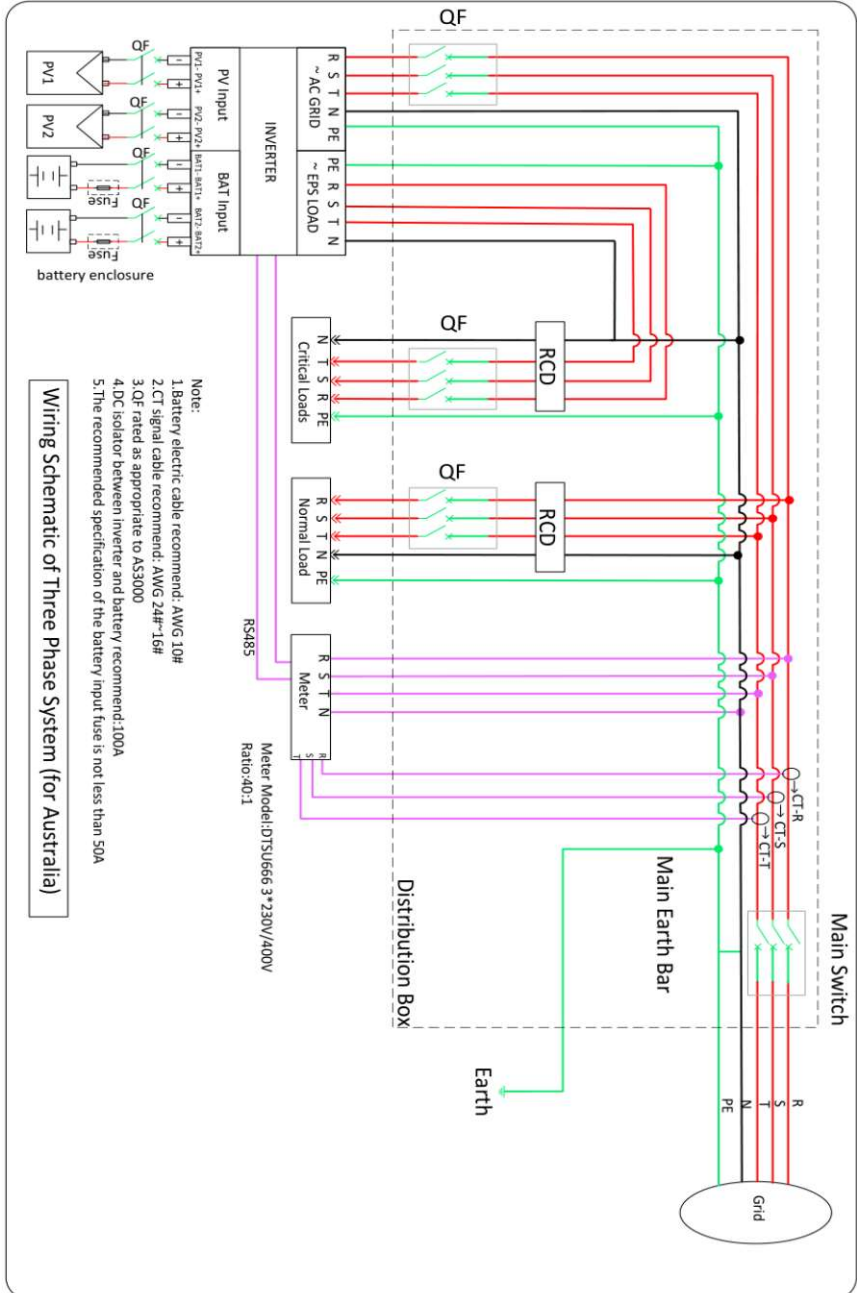 QF
Main Switch
R
S
T
N
PE
~ AC GRID
PE
R
S
T
N
~ EPS LOAD
INVERTER
PV Input
BAT Input
PV1- PV1+
PV2- PV2+
BAT1- BAT1+
BAT2- BAT2+
- +
- +
- +
- +
QF
QF
QF
QF
PV1
PV2
Fuse
Fuse
battery enclosure
QF
RCD
N T S R PE
Critical Loads
QF
RCD
R S T N PE
Normal Load
RS485
R S T N
Meter
R
S
T
Meter Model:DTSU666 3*230V/400V
Ratio:40:1
CT-R
CT-S
CT-T
Main Earth Bar
Distribution Box
Earth
R
S
T
N
PE
Grid
Note:
1.Battery electric cable recommend: AWG 10#
2.CT signal cable recommend: AWG 24#~16#
3.QF rated as appropriate to AS3000
4.DC isolator between inverter and battery recommend:100A
5.The recommended specification of the battery input fuse is not less than 50A
Wiring Schematic of Three Phase System (for Australia)